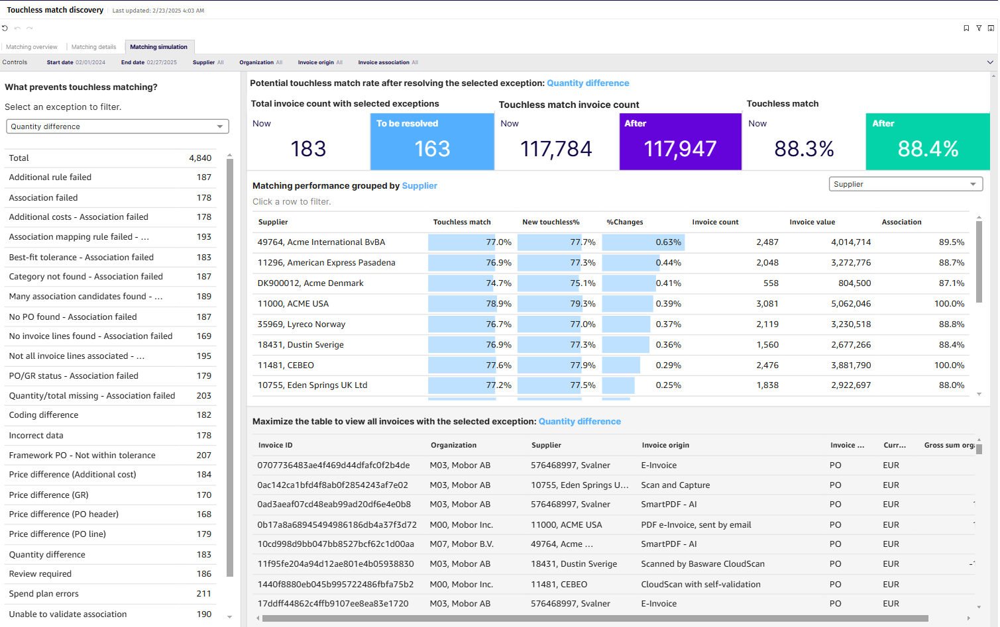 Touchless match discovery Last updated: 2/23/2025 4:03 AM
Matching overview Matching details Matching simulation
Controls Start date 02/01/2024 End date 02/27/2025 Supplier All Organization All Invoice origin All Invoice association All
What prevents touchless matching?
Select an exception to filter.
Quantity difference
Total 4,840
Additional rule failed 187
Association failed 178
Additional costs - Association failed 178
Association mapping rule failed - ... 193
Best-fit tolerance - Association failed 183
Category not found - Association failed 187
Many association candidates found - ... 189
No PO found - Association failed 187
No invoice lines found - Association failed 169
Not all invoice lines associated - ... 195
PO/GR status - Association failed 179
Quantity/total missing - Association failed 203
Coding difference 182
Incorrect data 178
Framework PO - Not within tolerance 207
Price difference (Additional cost) 184
Price difference (GR) 170
Price difference (PO header) 168
Price difference (PO line) 179
Quantity difference 183
Review required 186
Spend plan errors 211
Unable to validate association 190
Potential touchless match rate after resolving the selected exception: Quantity difference
Total invoice count with selected exceptions Touchless match invoice count Touchless match
Now To be resolved Now After Now After
183 163 117,784 117,947 88.3% 88.4%
Matching performance grouped by Supplier
Supplier
Click a row to filter.
Supplier Touchless match New touchless% %Changes Invoice count Invoice value Association
49764, Acme International BvBA 77.0% 77.7% 0.63% 2,487 4,014,714 89.5%
11296, American Express Pasadena 76.9% 77.3% 0.44% 2,048 3,272,776 88.7%
DK900012, Acme Denmark 74.7% 75.1% 0.41% 558 804,500 87.1%
11000, ACME USA 78.9% 79.3% 0.39% 3,081 5,062,046 100.0%
35969, Lyreco Norway 76.7% 77.0% 0.37% 2,119 3,230,518 88.8%
18431, Dustin Sverige 76.9% 77.3% 0.36% 1,560 2,677,266 88.4%
11481, CEBEO 77.6% 77.9% 0.29% 2,476 3,881,790 100.0%
10755, Eden Springs UK Ltd 77.2% 77.5% 0.25% 1,838 2,922,697 88.0%
Maximize the table to view all invoices with the selected exception: Quantity difference
Invoice ID Organization Supplier Invoice origin Invoice ... Curr... Gross sum orga
0707736483ae4f469d44dfafc0f2b4de M03, Mobor AB 576468997, Svalner E-Invoice PO EUR
0ac142ca1bfd4f8ab0f2854243af7e02 M03, Mobor AB 10755, Eden Springs U... Scan and Capture PO EUR
0ad3aeaf07cd48eab99ad20df6e4e0b8 M03, Mobor AB 576468997, Svalner SmartPDF - AI PO EUR
0b17a8a68945494986186db4a37f3d72 M00, Mobor Inc. 11000, ACME USA PDF e-Invoice, sent by email PO EUR
10cd998d9bb047bb8527bcf62c1d00aa M07, Mobor B.V. 49764, Acme ... SmartPDF - AI PO EUR
11f95fe204a94d12ae801e4b05938830 M03, Mobor AB 18431, Dustin Sverige Scanned by Basware CloudScan PO EUR
1440f8880eb045b995722486fbfa75b2 M00, Mobor Inc. 11481, CEBEO CloudScan with self-validation PO EUR
17ddff44862c4ffb9107ee8ea83e1720 M03, Mobor AB 576468997, Svalner E-Invoice PO EUR